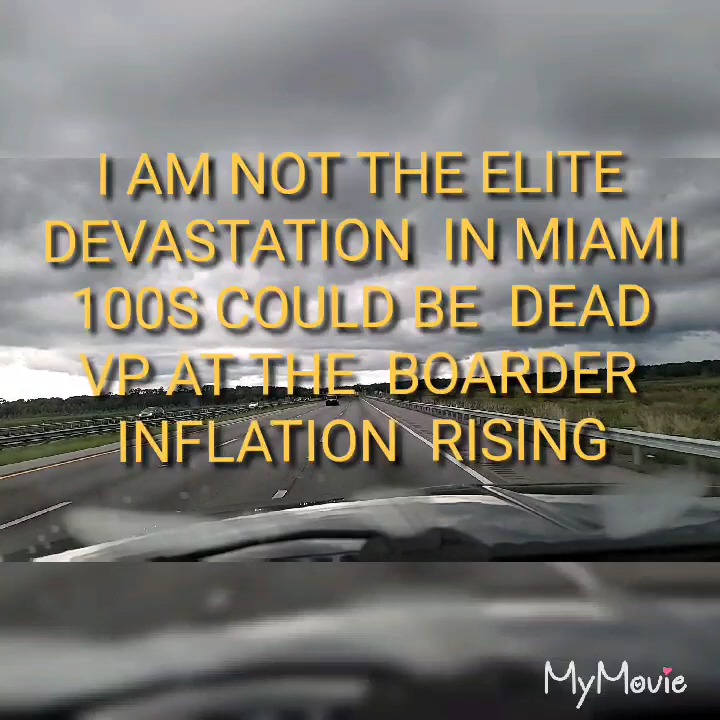 I AM NOT THE ELITE
DEVASTATION IN MIAMI
100S COULD BE DEAD
VP AT THE BOARDER
INFLATION RISING
MyMovie